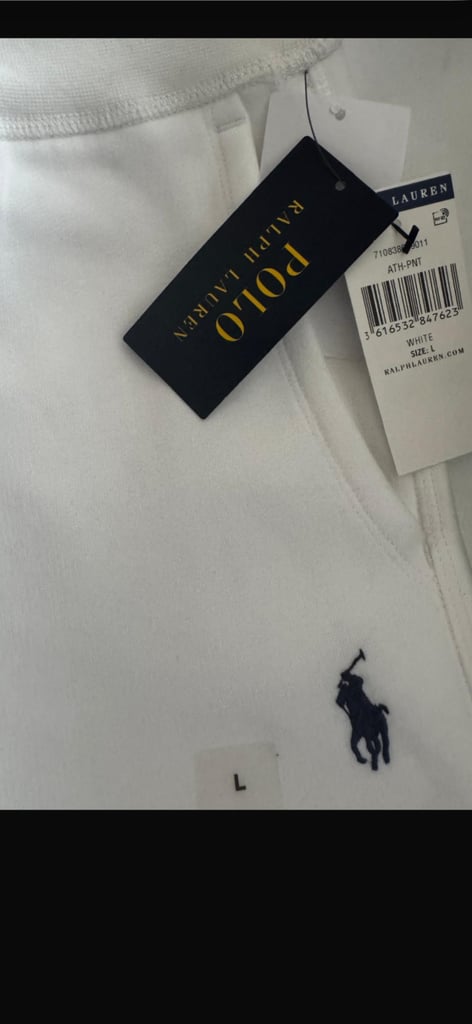 POLO
RALPH LAUREN
LAUREN
ATH-PNT
3 616532 847623
WHITE
SIZE: L
RALPHLAUREN.COM
L